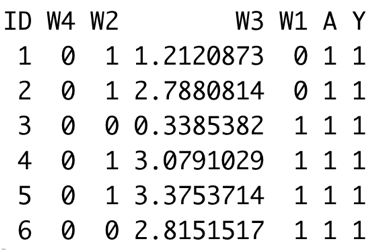 ID W4 W2 W3 W1 A Y
1 0 1 1.2120873 0 1 1
2 0 1 2.7880814 0 1 1
3 0 0 0.3385382 1 1 1
4 0 1 3.0791029 1 1 1
5 0 1 3.3753714 1 1 1
6 0 0 2.8151517 1 1 1